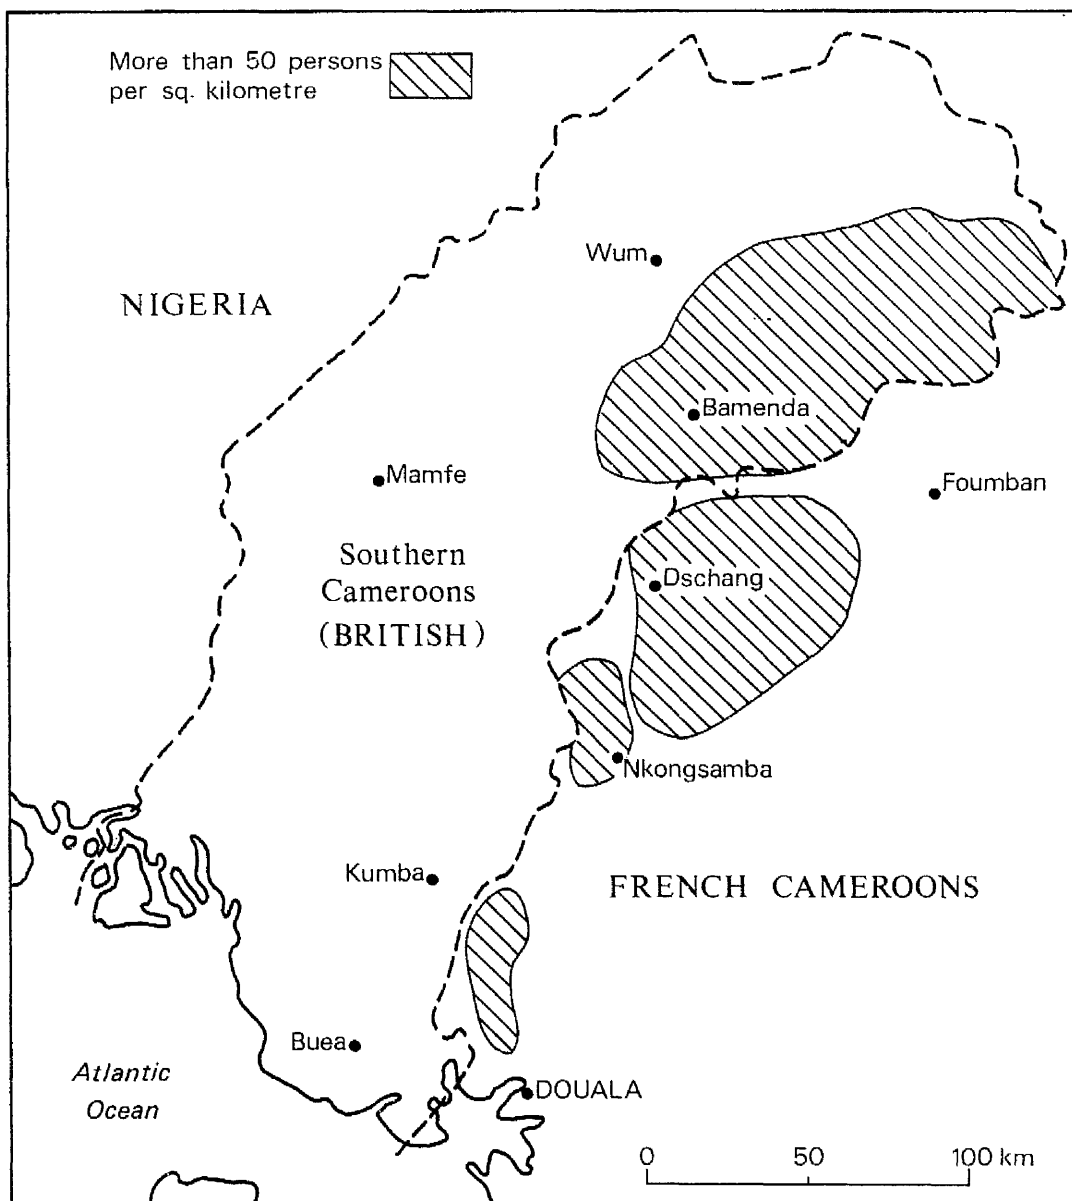 More than 50 persons
per sq. kilometre
Wum
NIGERIA
Bamenda
Mamfe
Foumban
Southern
Cameroons
(BRITISH)
Dschang
Nkongsamba
Kumba
FRENCH CAMEROONS
Buea
Atlantic
Ocean
DOUALA
0 50 100 km